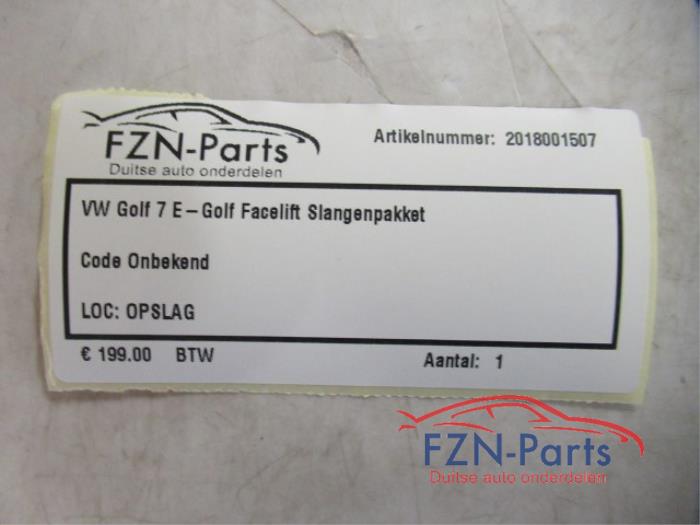 FZN-Parts
Duitse auto onderdelen
Artikelnummer: 2018001507
VW Golf 7 E-Golf Facelift Slangenpakket
Code Onbekend
LOC: OPSLAG
€ 199.00 BTW
Aantal: 1
FZN-Parts
Duitse auto onderdelen